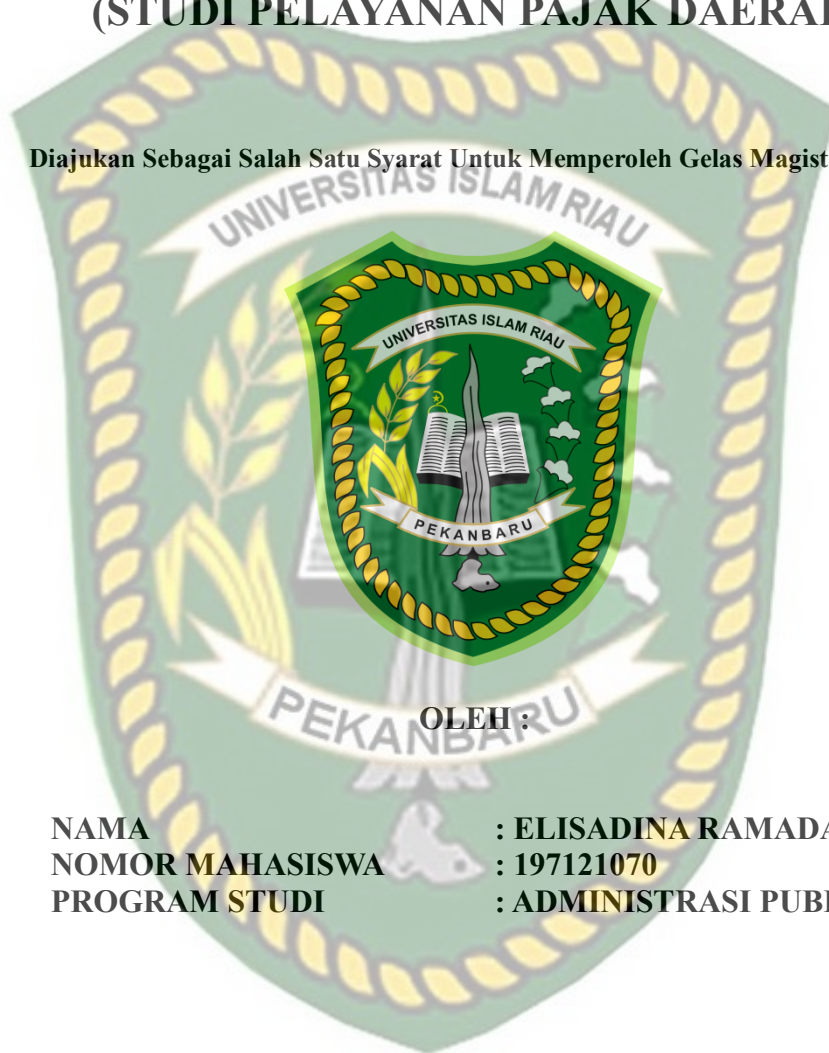 (STUDI PELAYANAN PAJAK DAERAH
Diajukan Sebagai Salah Satu Syarat Untuk Memperoleh Gelas Magist
UNIVERSITAS ISLAM RIAU
UNIVERSITAS ISLAM RIAU
PEKANBARU
PEKANBARU
OLEH :
NAMA : ELISADINA RAMADA
NOMOR MAHASISWA : 197121070
PROGRAM STUDI : ADMINISTRASI PUB